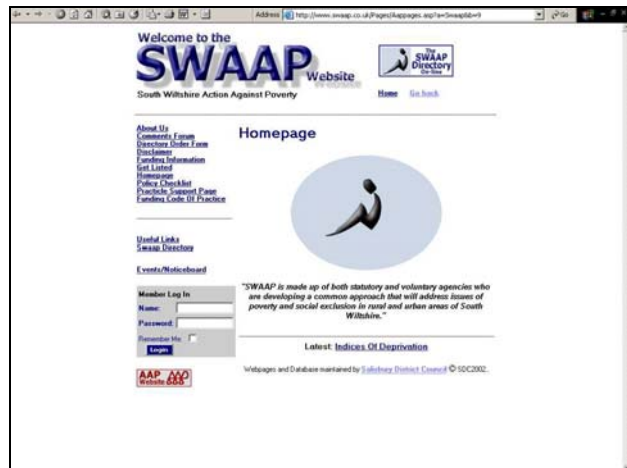 Address http://www.swaap.co.uk/Pages/Aappages.asp?a=Swaap&b=9 Go
Welcome to the
SWAAP Website
South Wiltshire Action Against Poverty
The
SWAAP
Directory
On-line
Home Go back
About Us
Comments Forum
Directory Order Form
Disclaimer
Funding Information
Get Listed
Homepage
Policy Checklist
Practicle Support Page
Funding Code Of Practice
Useful Links
Swaap Directory
Events/Noticeboard
Member Log In
Name:
Password:
Remember Me:
Login
AAP
Website
Homepage
"SWAAP is made up of both statutory and voluntary agencies who
are developing a common approach that will address issues of
poverty and social exclusion in rural and urban areas of South
Wiltshire."
Latest: Indices Of Deprivation
Webpages and Database maintained by Salisbury District Council © SDC2002.